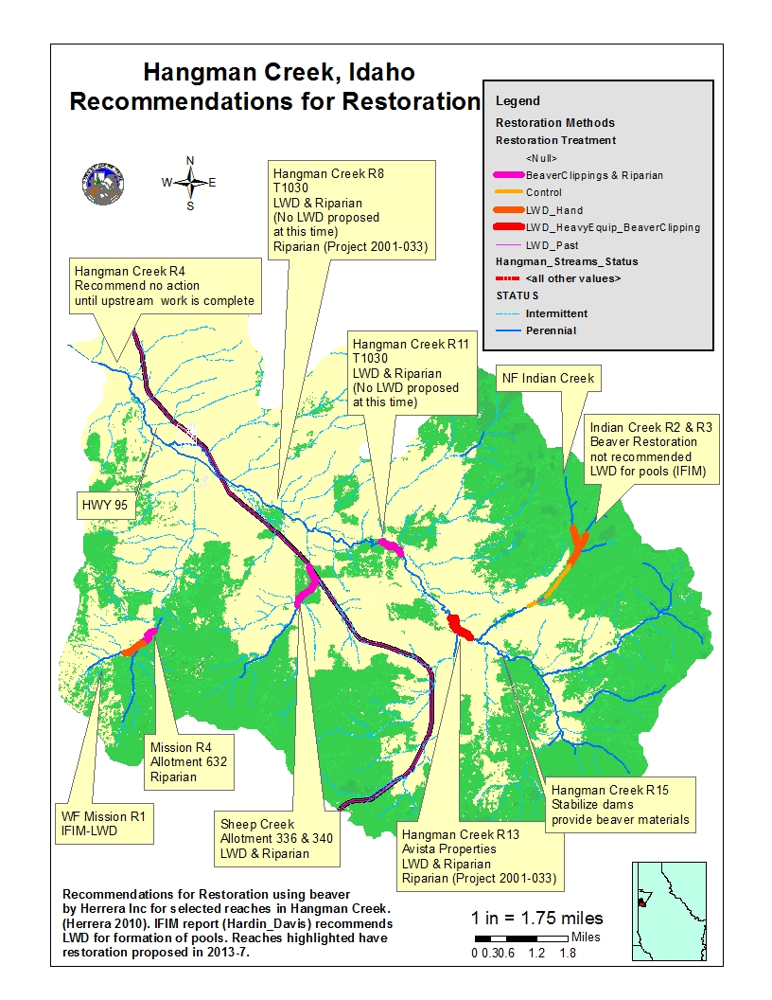 Hangman Creek, Idaho
Recommendations for Restoration
N
W
E
S
Legend
Restoration Methods
Restoration Treatment
<Null>
BeaverClippings & Riparian
Control
LWD_Hand
LWD_HeavyEquip_BeaverClipping
LWD_Past
Hangman_Streams_Status
<all other values>
STATUS
Intermittent
Perennial
Hangman Creek R8
T1030
LWD & Riparian
(No LWD proposed
at this time)
Riparian (Project 2001-033)
Hangman Creek R4
Recommend no action
until upstream work is complete
Hangman Creek R11
T1030
LWD & Riparian
(No LWD proposed
at this time)
NF Indian Creek
Indian Creek R2 & R3
Beaver Restoration
not recommended
LWD for pools (IFIM)
HWY 95
Mission R4
Allotment 632
Riparian
WF Mission R1
IFIM-LWD
Sheep Creek
Allotment 336 & 340
LWD & Riparian
Hangman Creek R13
Avista Properties
LWD & Riparian
Riparian (Project 2001-033)
Hangman Creek R15
Stabilize dams
provide beaver materials
Recommendations for Restoration using beaver
by Herrera Inc for selected reaches in Hangman Creek.
(Herrera 2010). IFIM report (Hardin_Davis) recommends
LWD for formation of pools. Reaches highlighted have
restoration proposed in 2013-7.
1 in = 1.75 miles
Miles
0 0.30.6 1.2 1.8